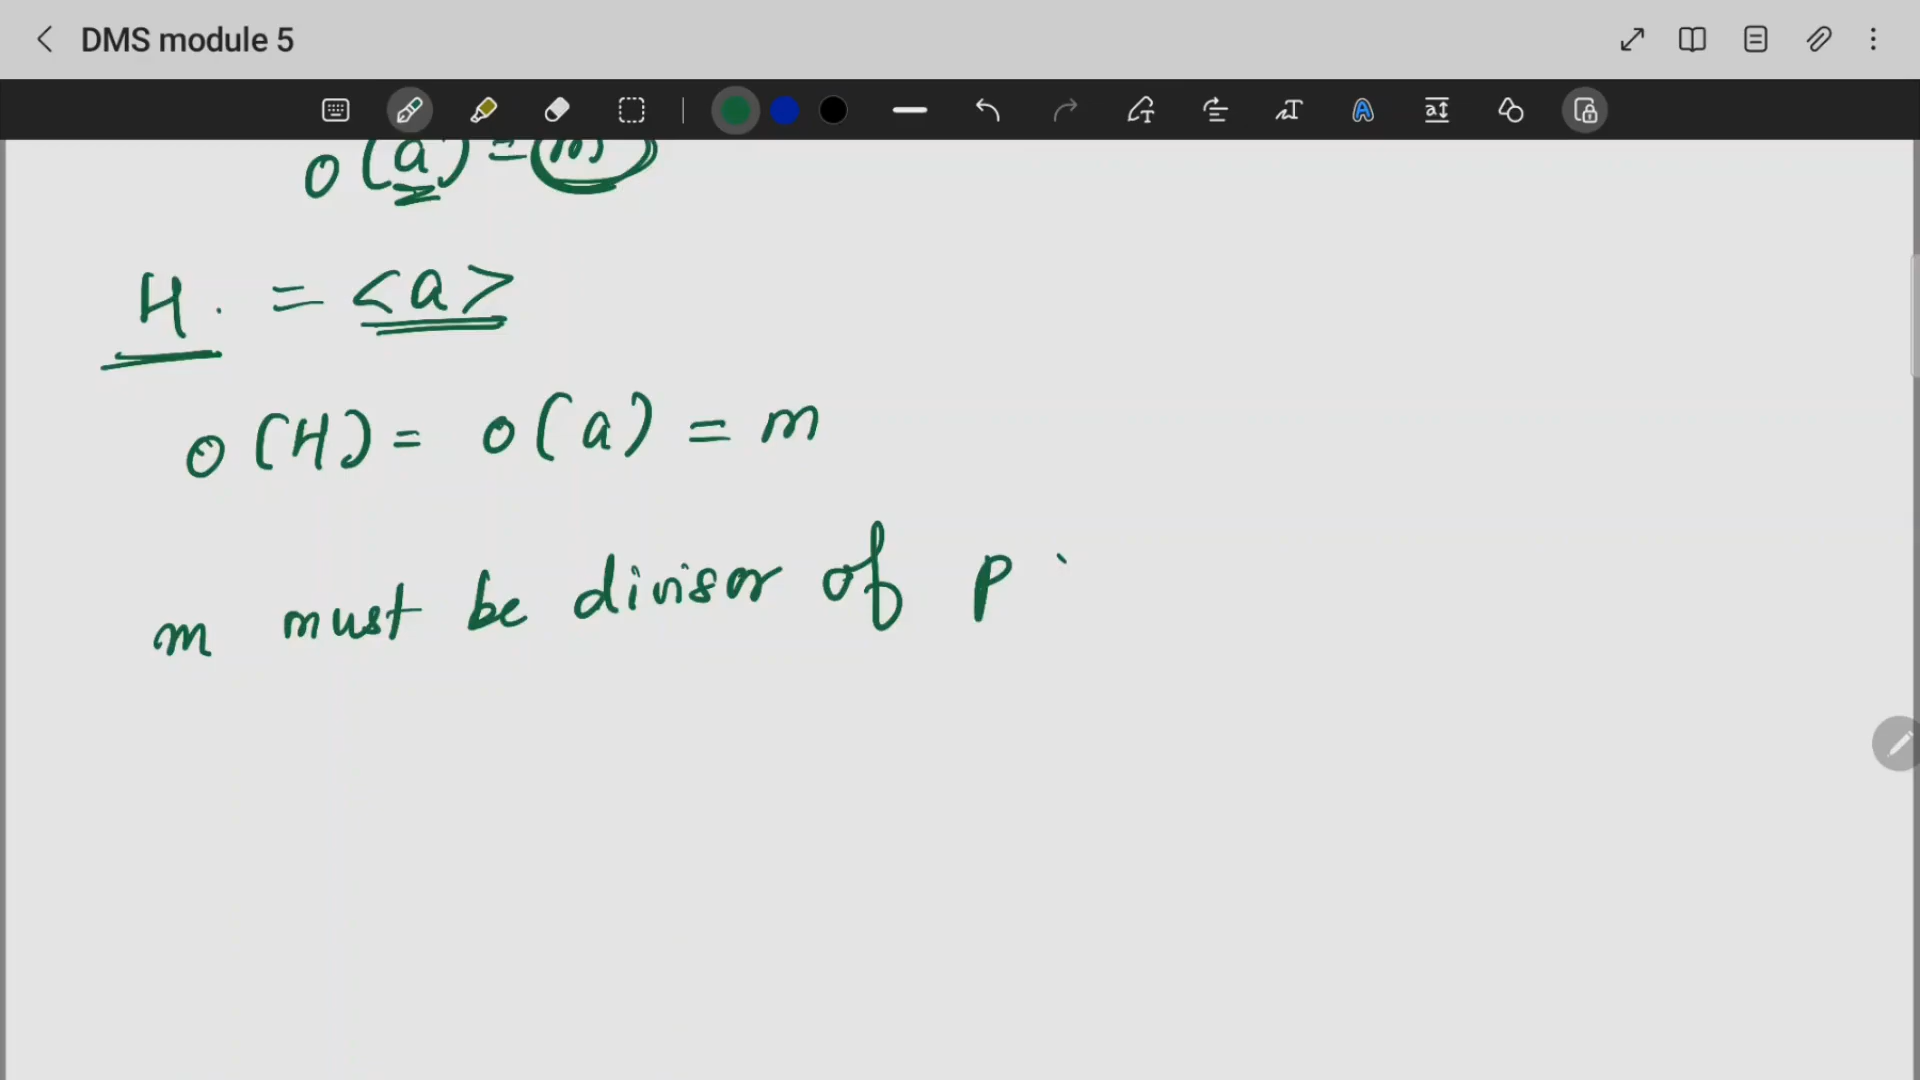 DMS module 5
o(a) = m
H. = <a>
o(H) = o(a) = m
m must be divisor of p